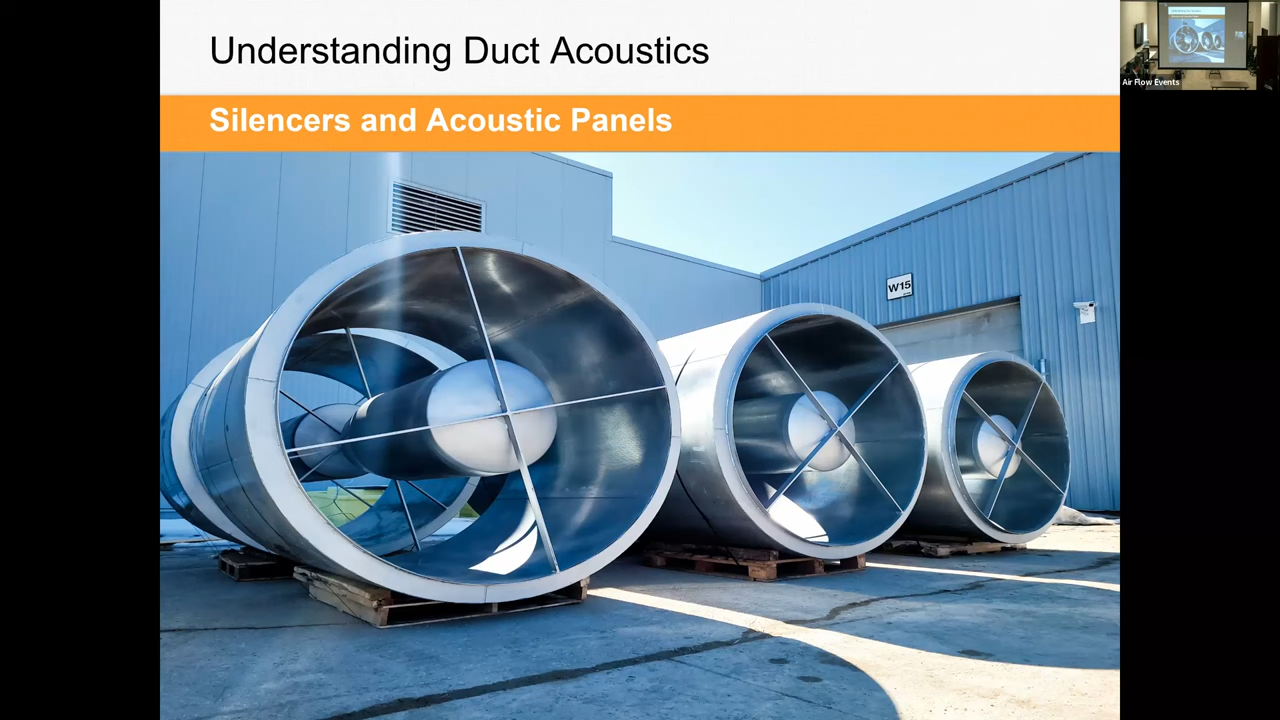 Understanding Duct Acoustics
Silencers and Acoustic Panels
W15
Air Flow Events